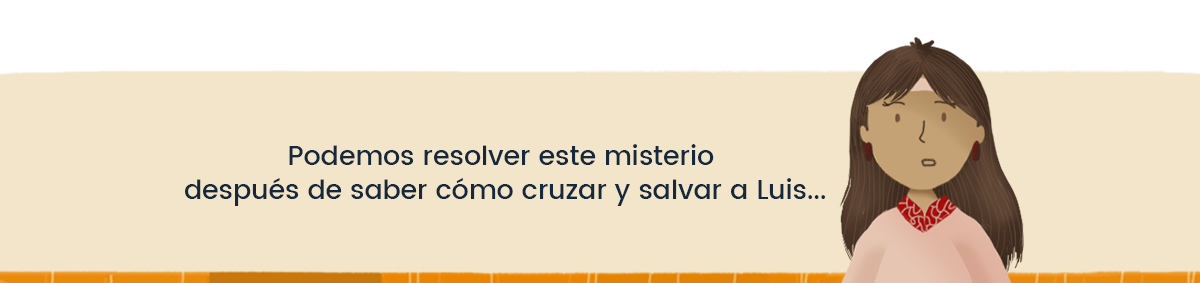 Podemos resolver este misterio
después de saber cómo cruzar y salvar a Luis...